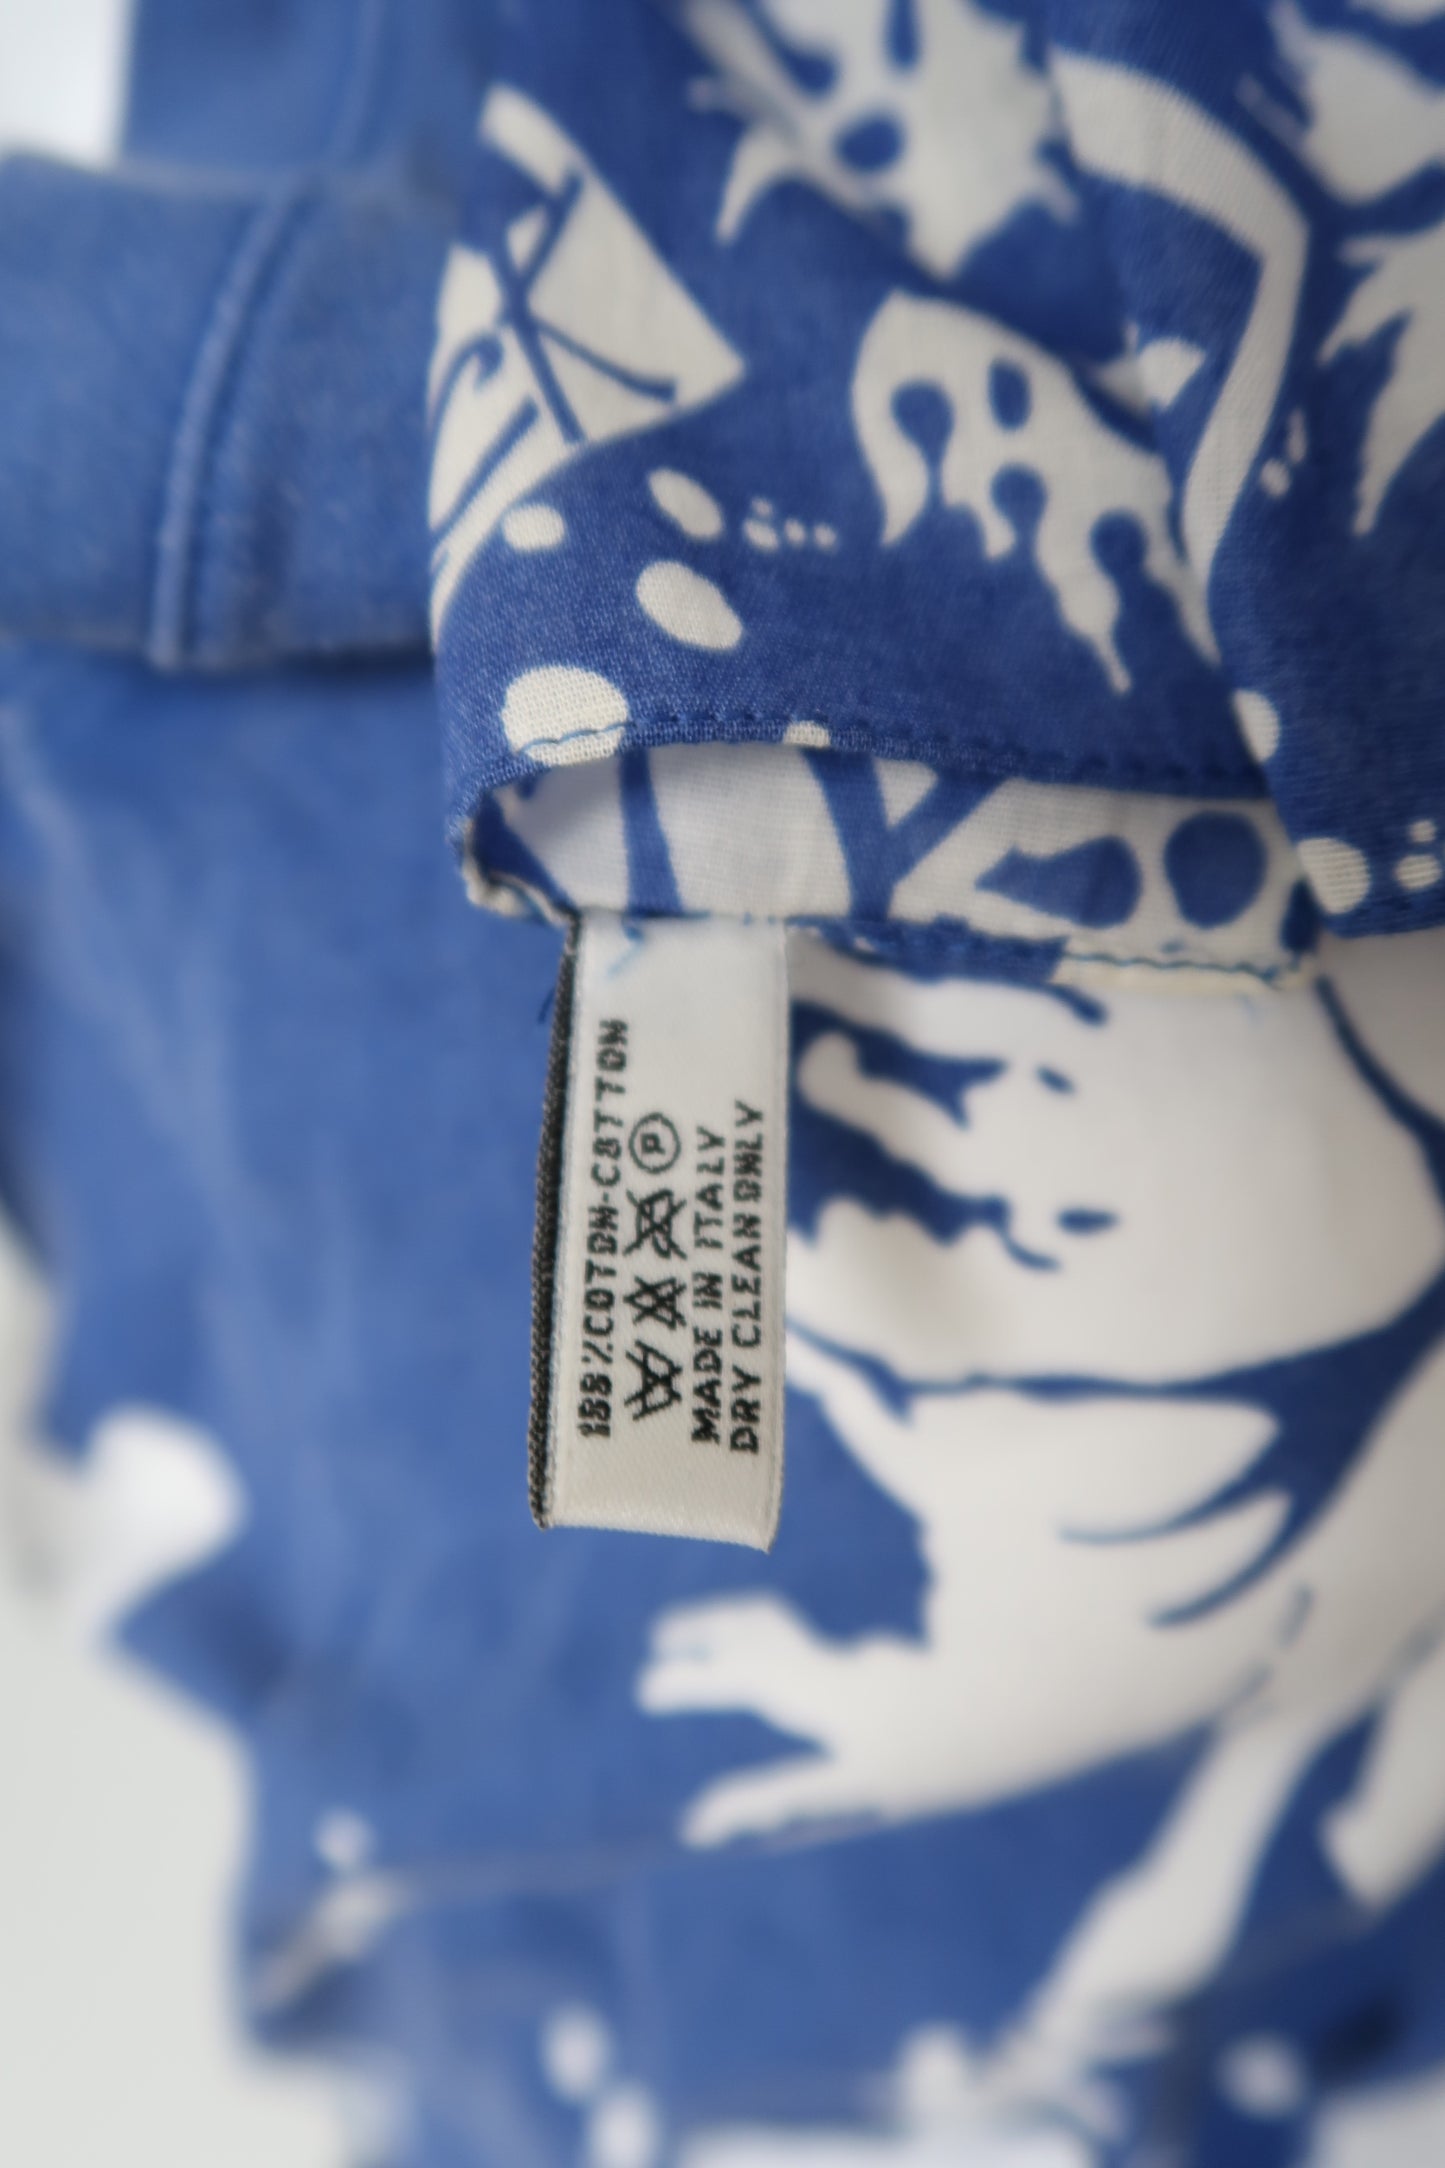 100% COTON-COTTON
P
MADE IN ITALY
DRY CLEAN ONLY